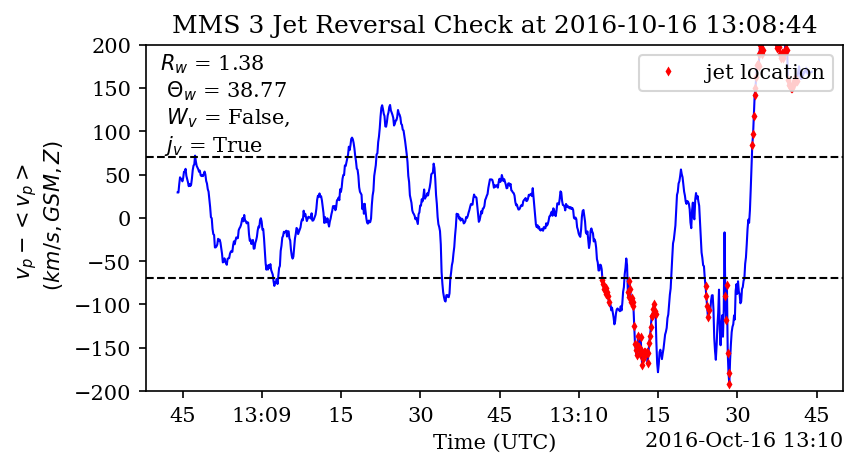 MMS 3 Jet Reversal Check at 2016-10-16 13:08:44
R_w = 1.38
Θ_w = 38.77
W_v = False,
j_v = True
jet location
v_p − < v_p >
(km/s, GSM, Z)
200
150
100
50
0
−50
−100
−150
−200
45 13:09 15 30 45 13:10 15 30 45
Time (UTC)
2016-Oct-16 13:10